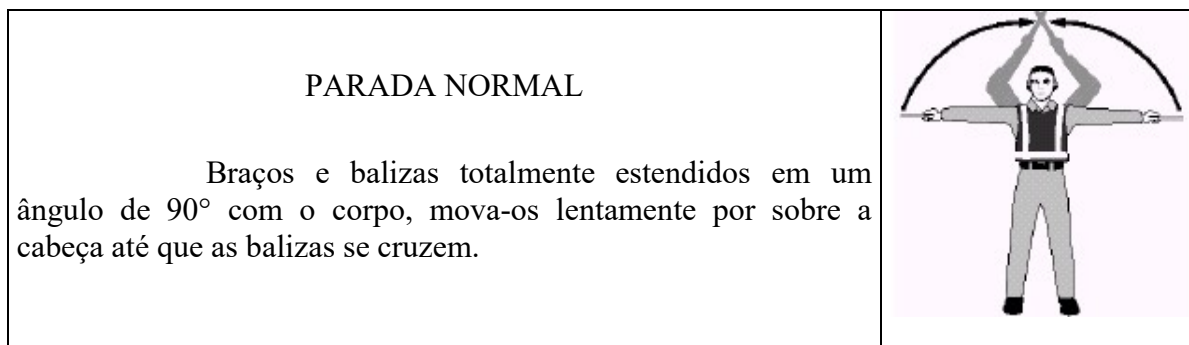 PARADA NORMAL
Braços e balizas totalmente estendidos em um
ângulo de 90° com o corpo, mova-os lentamente por sobre a
cabeça até que as balizas se cruzem.